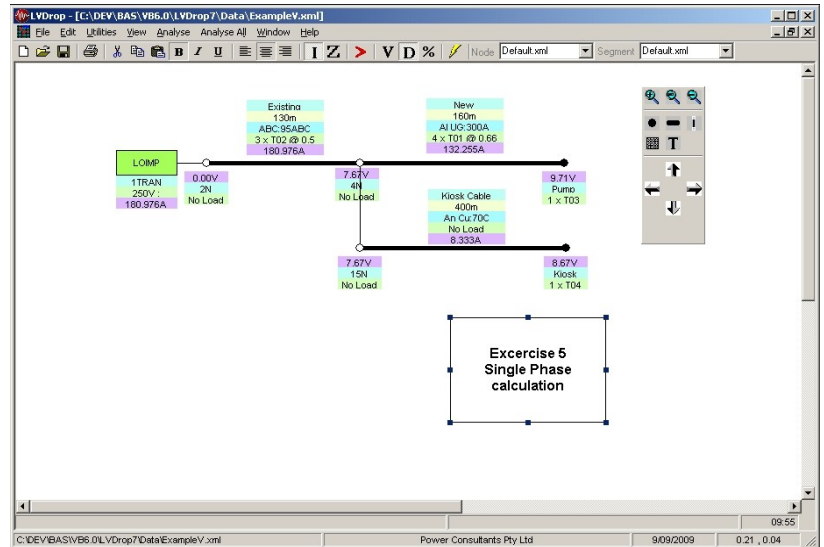 LVDrop - [C:\DEV\BAS\VB6.0\LVDrop7\Data\ExampleV.xml]
File Edit Utilities View Analyse Analyse All Window Help
B I U I Z > V D % Node Default.xml Segment Default.xml
Existing
130m
ABC:95ABC
3 x T02 @ 0.5
180.976A
New
160m
Al UG:300A
4 x T01 @ 0.66
132.255A
LOIMP
1TRAN
250V :
180.976A
0.00V
2N
No Load
7.67V
4N
No Load
9.71V
Pump
1 x T03
Kiosk Cable
400m
An Cu:70C
No Load
8.333A
7.67V
15N
No Load
8.67V
Kiosk
1 x T04
i
T
Excercise 5
Single Phase
calculation
09:55
C:\DEV\BAS\VB6.0\LVDrop7\Data\ExampleV.xml Power Consultants Pty Ltd 9/09/2009 0.21 , 0.04